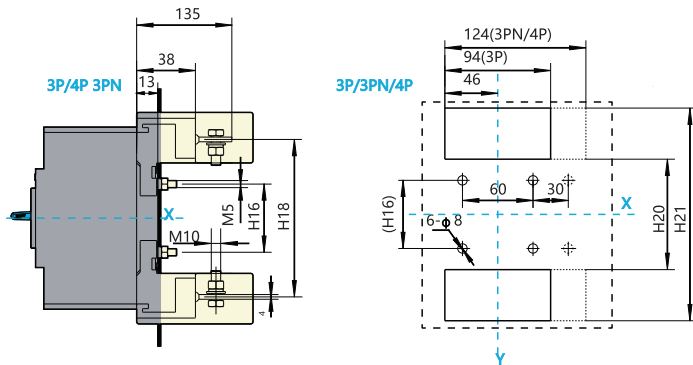 135
38
3P/4P 3PN
13
X
M5
H16
H18
M10
4
124(3PN/4P)
94(3P)
3P/3PN/4P
46
60
30
X
(H16)
6-ϕ 8
H20
H21
Y